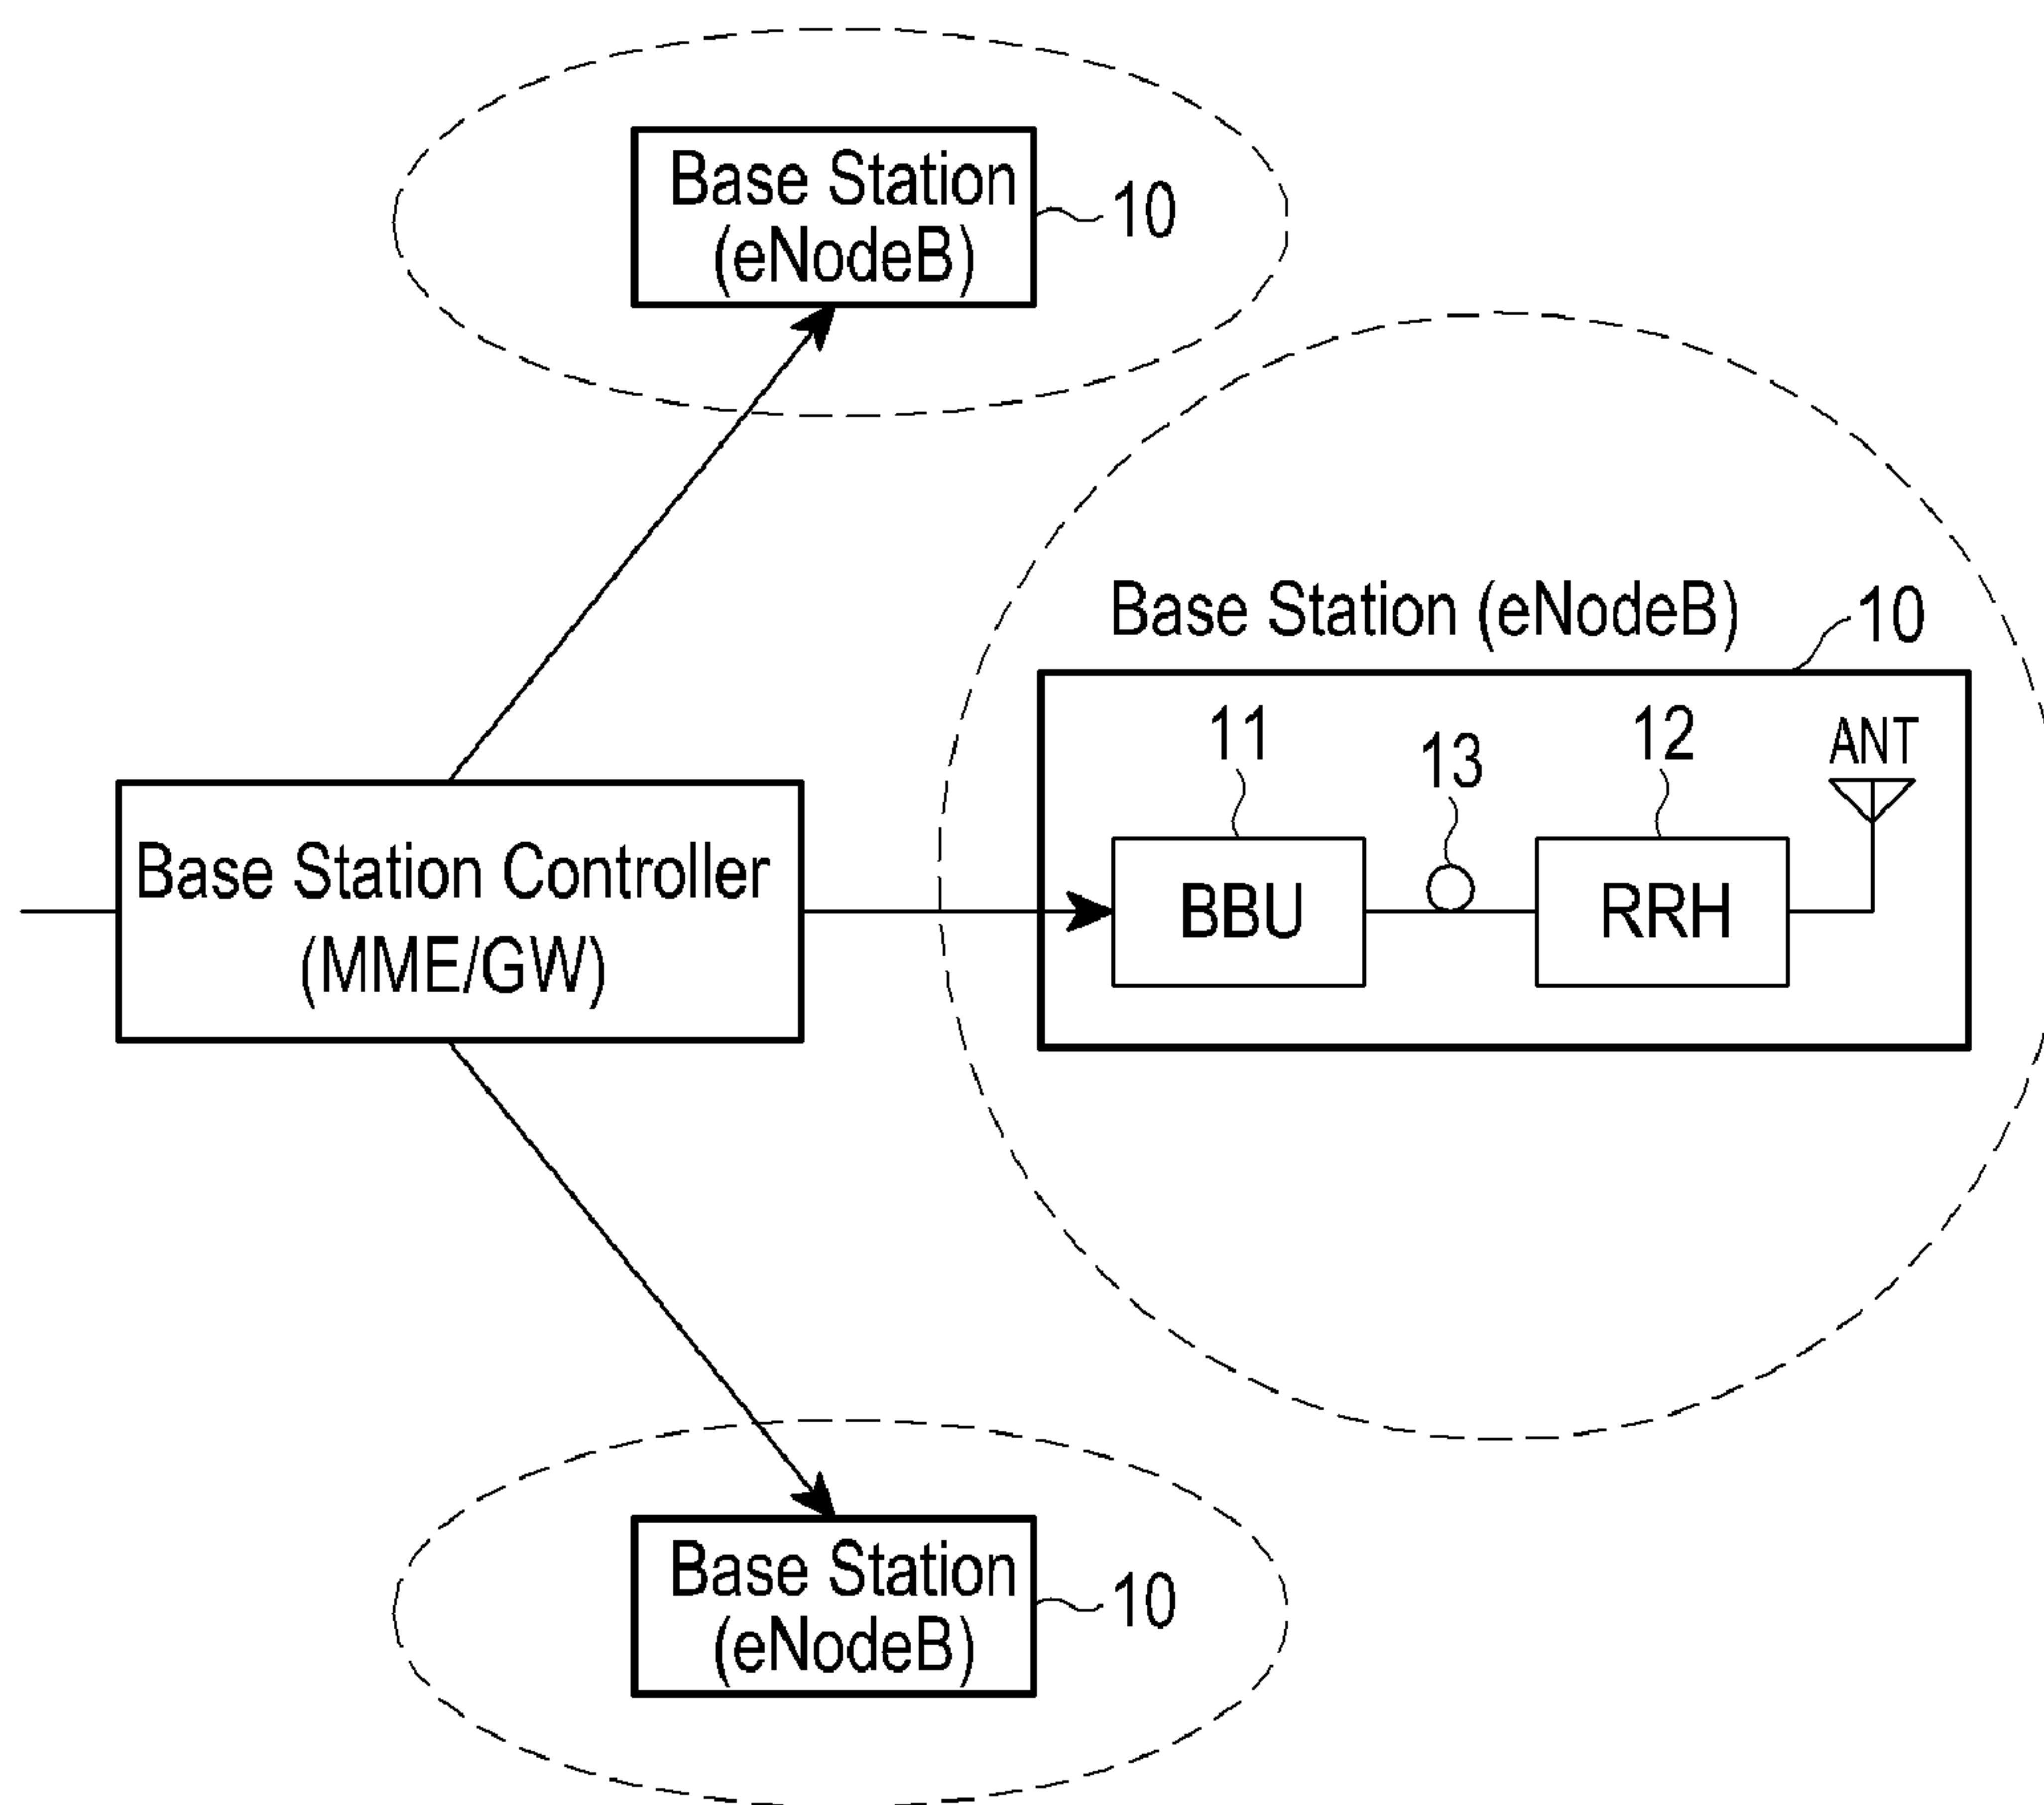 Base Station
(eNodeB)
10
Base Station (eNodeB)
10
11
13
12
ANT
Base Station Controller
(MME/GW)
BBU
RRH
Base Station
(eNodeB)
10